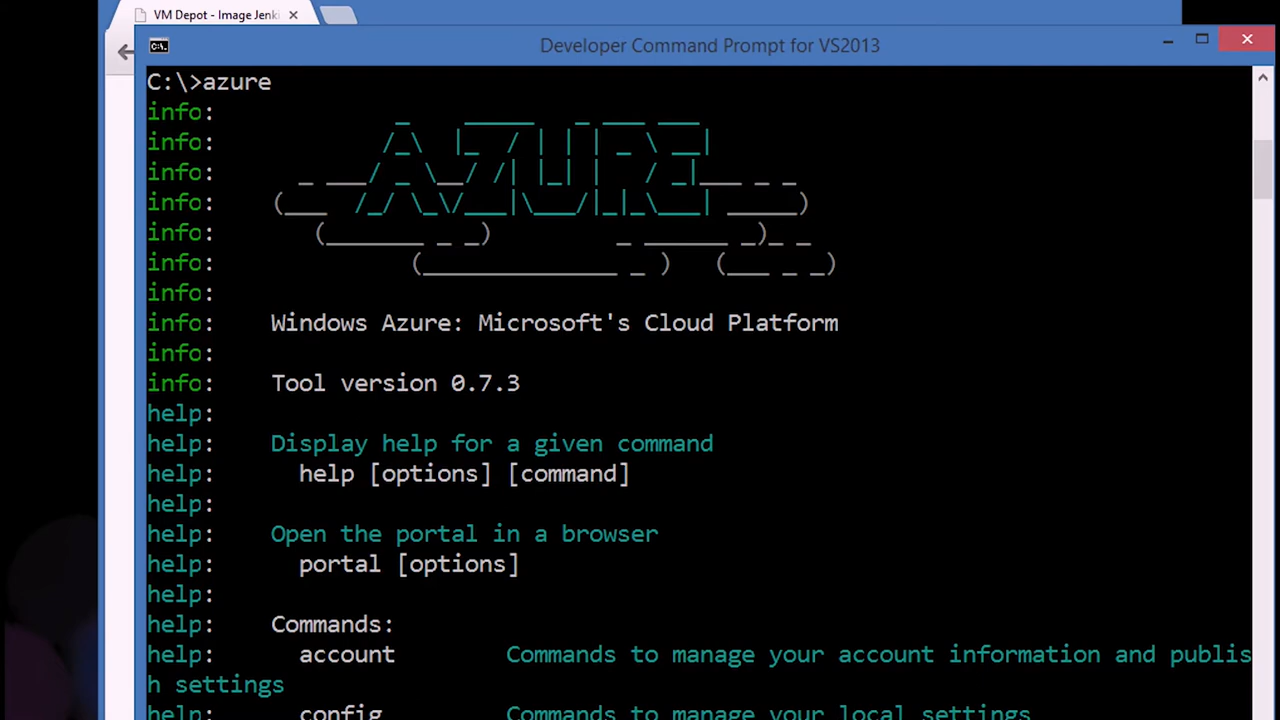 VM Depot - Image Jenki
Developer Command Prompt for VS2013
C:\>azure
info:
info:
info:
info:
info:
info:
info:
AZURE
info: Windows Azure: Microsoft's Cloud Platform
info:
info: Tool version 0.7.3
help:
help: Display help for a given command
help: help [options] [command]
help:
help: Open the portal in a browser
help: portal [options]
help:
help: Commands:
help: account Commands to manage your account information and publis
h settings
help: config Commands to manage your local settings